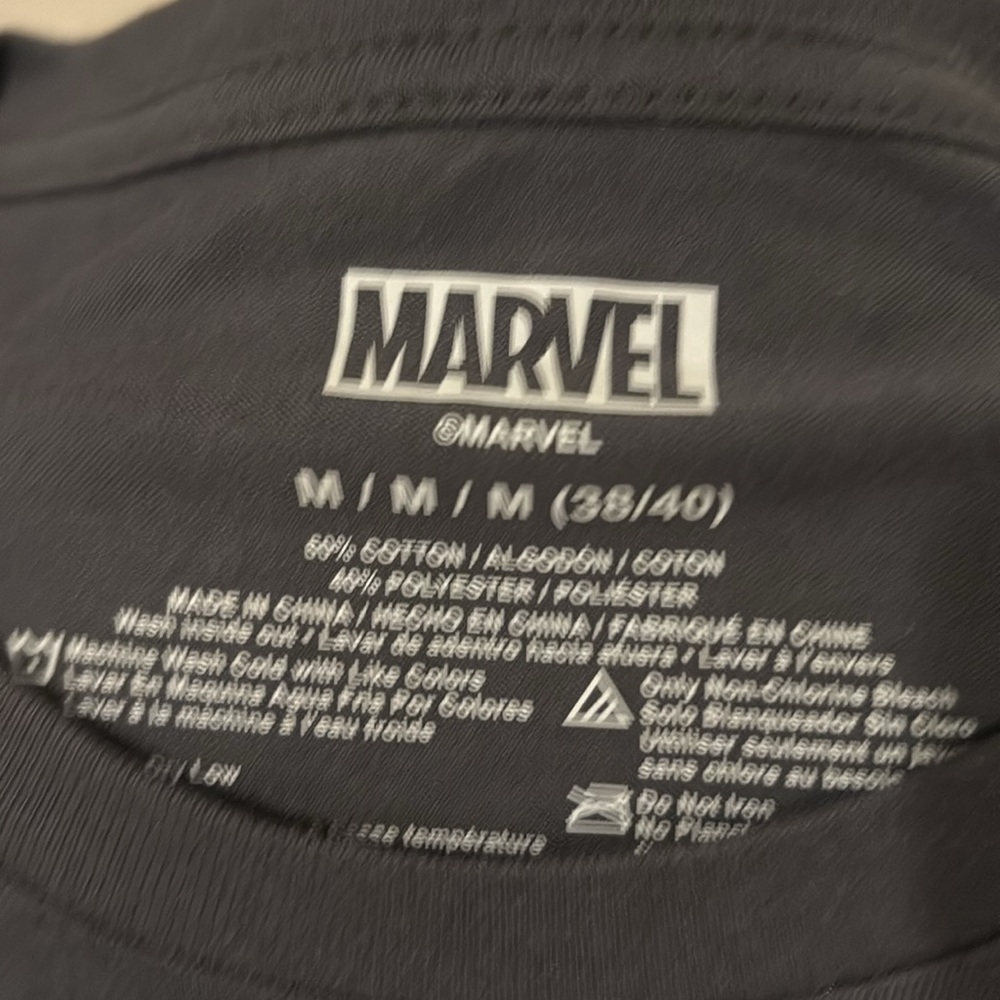 MARVEL
©MARVEL
M / M / M (38/40)
60% COTTON / ALGODÓN / COTON
40% POLYESTER / POLIÉSTER
MADE IN CHINA / HECHO EN CHINA / FABRIQUÉ EN CHINE
Wash inside out / Lavar de adentro hacia afuera / Laver à l'envers
Machine Wash Cold with Like Colors
Lavar En Maquina Agua Fria Por Colores
Laver à la machine à l'eau froide
Low
température
Only Non-Chlorine Bleach
Solo Blanqueador Sin Cloro
Utiliser seulement un
sans chlore au besoin
Do Not Iron
No